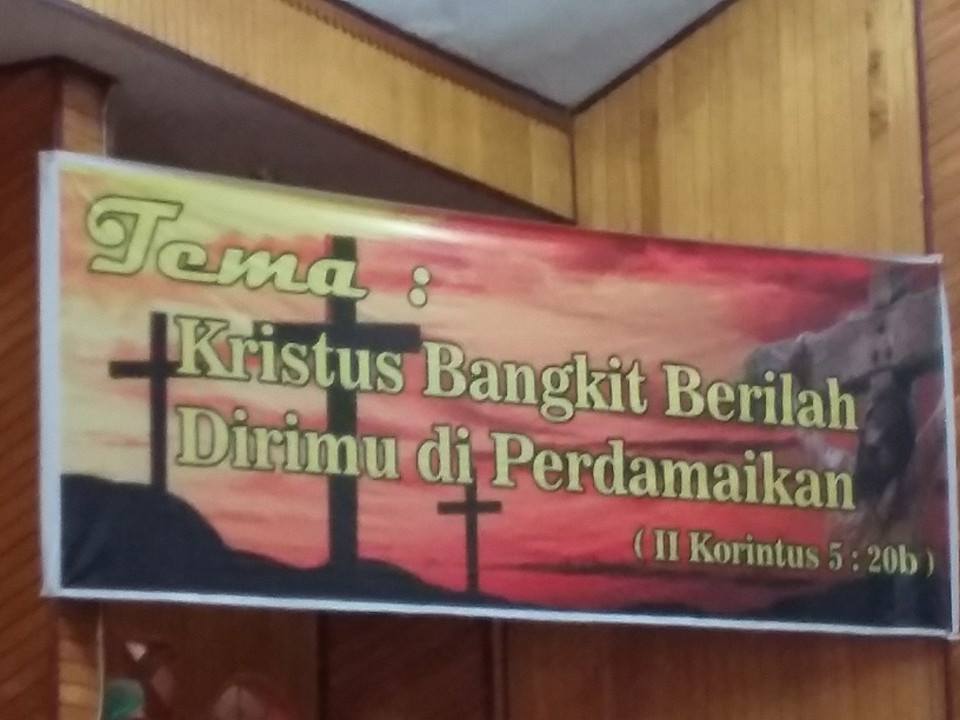 Tema :
Kristus Bangkit Berilah
Dirimu di Perdamaikan
( II Korintus 5 : 20b )